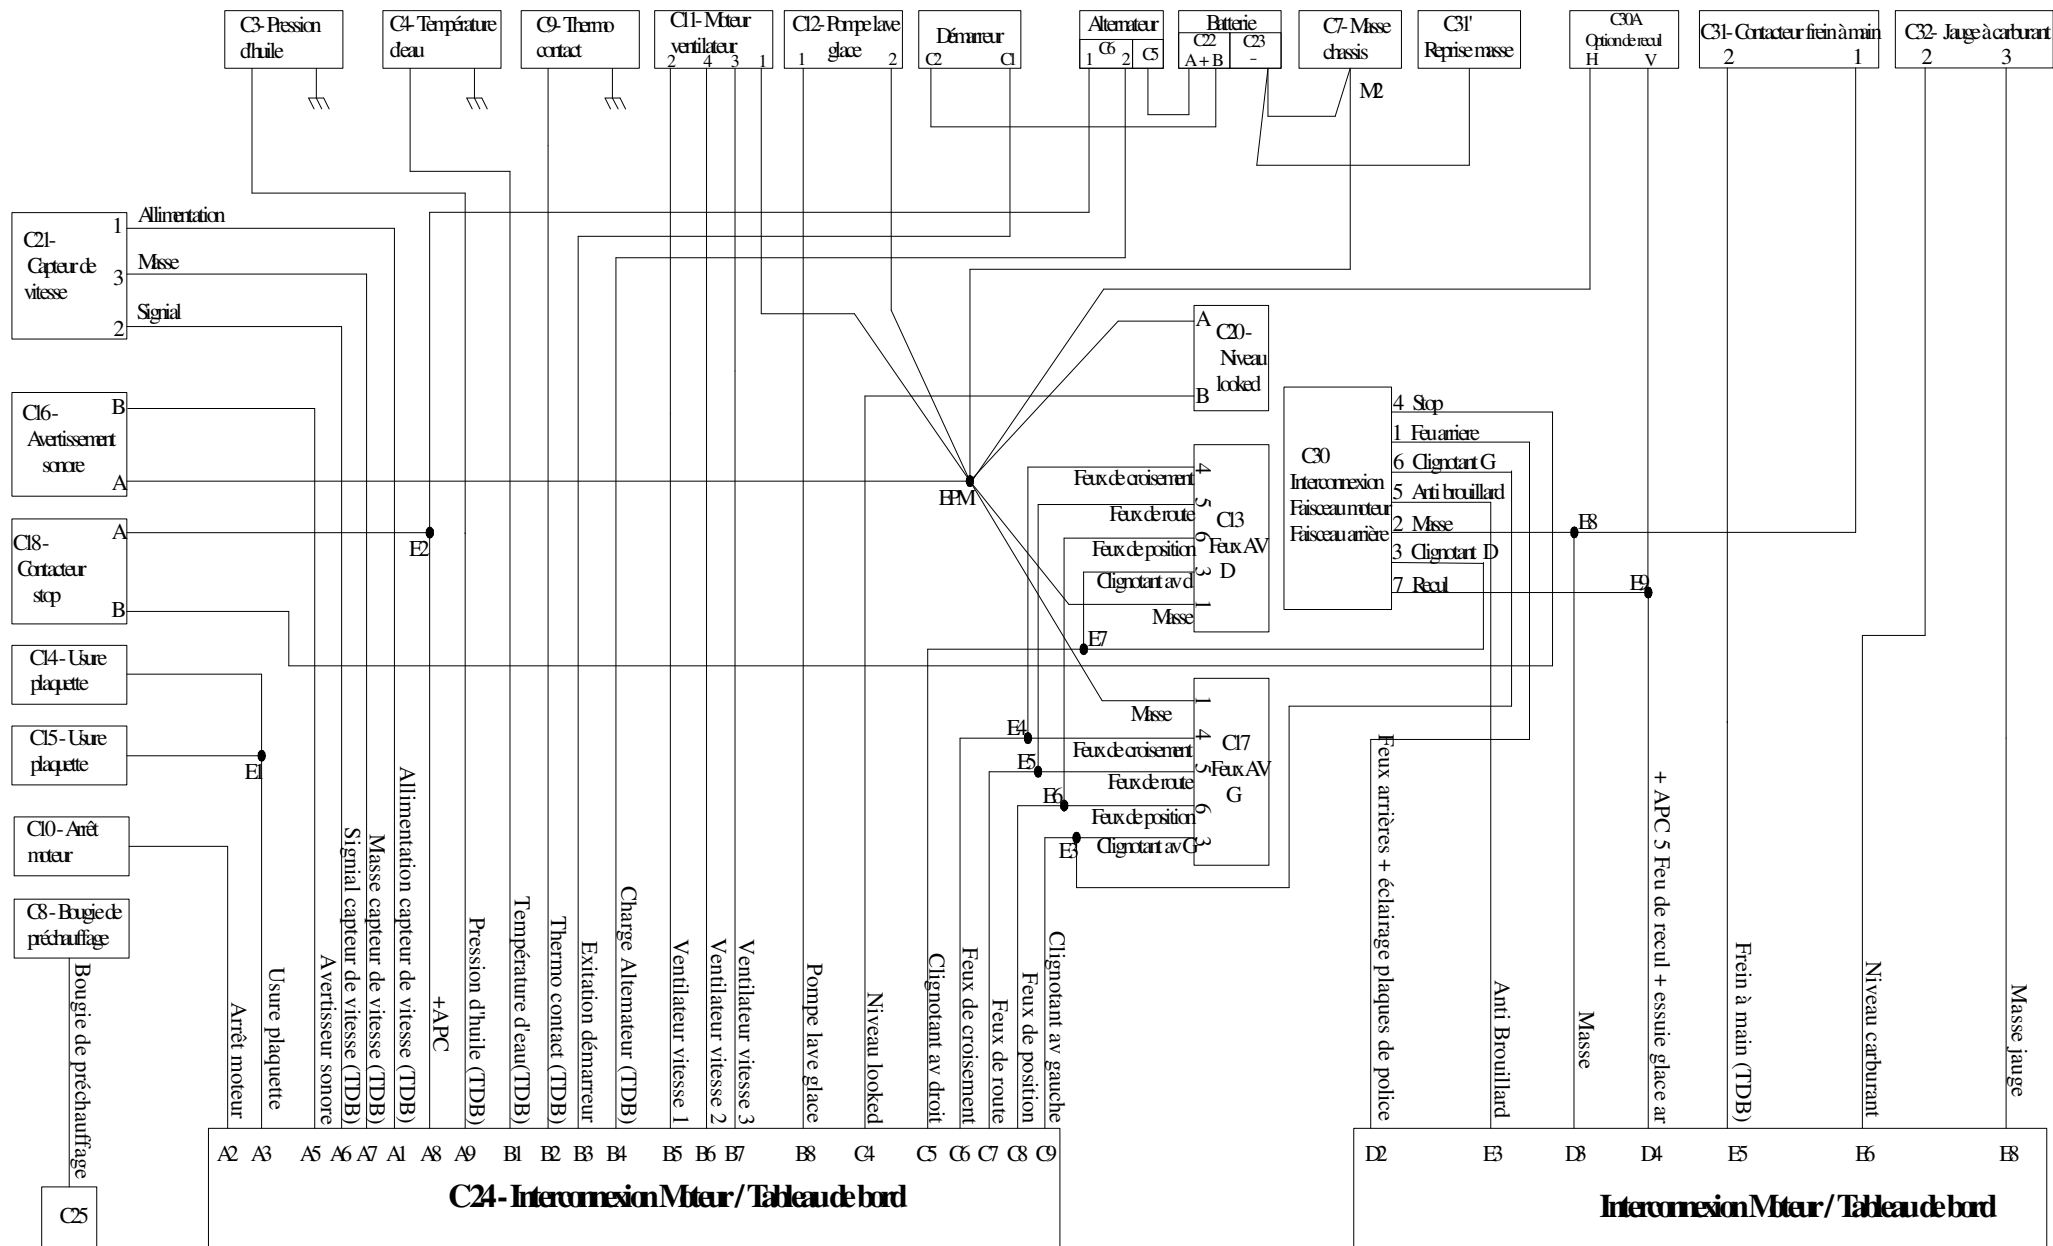 C3- Pression
d'huile
C4- Température
d'eau
C9- Thermo
contact
C11- Moteur
ventilateur
2 4 3 1
C12- Pompe lave
glace
1 2
Démarreur
C2 C1
Alternateur
C6 C5
1 2
Batterie
C22 C23
A + B -
C7- Masse
chassis
M2
C31'
Reprise masse
C30A
Option de recul
H V
C31- Contacteur frein à main
2 1
C32- Jauge à carburant
2 3
C21-
Capteur de
vitesse
1 Allimentation
3 Masse
2 Signial
C16-
Avertissement
sonore
B
A
C18-
Contacteur
stop
A
B
E2
C14- Usure
plaquette
C15- Usure
plaquette
E1
C10- Arrêt
moteur
C8- Bougie de
préchauffage
Bougie de préchauffage
C25
EPM
C20-
Niveau
looked
A
B
C13
Feux AV
D
4 Feux de croisement
5 Feux de route
6 Feux de position
3 Clignotant av d
1 Masse
E7
C17
Feux AV
G
1 Masse
4 Feux de croisement
5 Feux de route
6 Feux de position
3 Clignotant av G
E4
E5
E6
E3
C30
Interconnexion
Faisceau moteur
Faisceau arrière
4 Stop
1 Feu arriere
6 Clignotant G
5 Anti brouillard
2 Masse
3 Clignotant D
7 Recul
E8
E9
Arrêt moteur
Usure plaquette
Avertisseur sonore
Signial capteur de vitesse (TDB)
Masse capteur de vitesse (TDB)
Allimentation capteur de vitesse (TDB)
+APC
Pression d'huile (TDB)
Température d'eau(TDB)
Thermo contact (TDB)
Exitation démarreur
Charge Alternateur (TDB)
Ventilateur vitesse 1
Ventilateur vitesse 2
Ventilateur vitesse 3
Pompe lave glace
Niveau looked
Clignotant av droit
Feux de croisement
Feux de route
Feux de position
Clignotant av gauche
Feux arrières + éclairage plaques de police
Anti Brouillard
Masse
+ APC 5 Feu de recul + essuie glace ar
Frein à main (TDB)
Niveau carburant
Masse jauge
A2 A3 A5 A6 A7 A1 A8 A9 B1 B2 B3 B4 B5 B6 B7 B8 C4 C5 C6 C7 C8 C9
C24 - Interconnexion Moteur / Tableau de bord
D2 E3 D3 D4 E5 E6 E8
Interconnexion Moteur / Tableau de bord